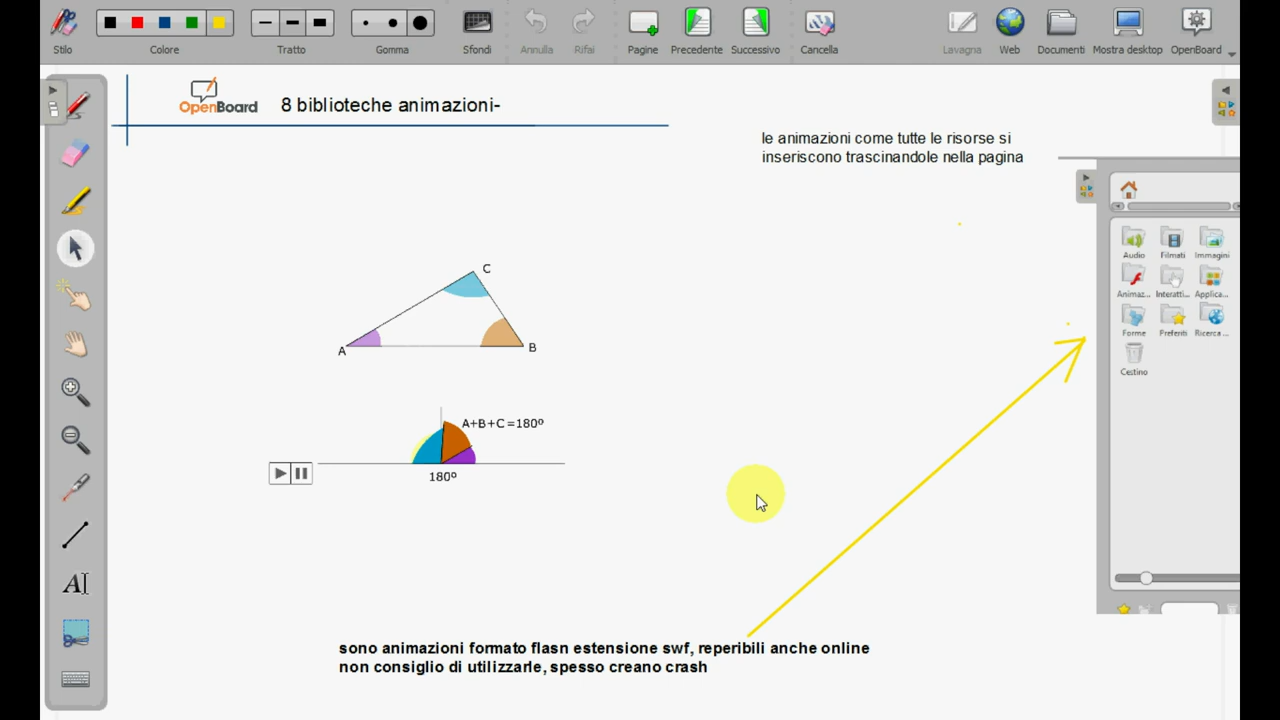 Stilo
Colore
Tratto
Gomma
Sfondi
Annulla
Rifai
Pagine
Precedente
Successivo
Cancella
Lavagna
Web
Documenti
Mostra desktop
OpenBoard
OpenBoard
8 biblioteche animazioni-
le animazioni come tutte le risorse si
inseriscono trascinandole nella pagina
Audio
Filmati
Immagini
Animaz...
Interatti...
Applica...
Forme
Preferiti
Ricerca ...
Cestino
C
A
B
A+B+C=180º
180º
sono animazioni formato flasn estensione swf, reperibili anche online
non consiglio di utilizzarle, spesso creano crash